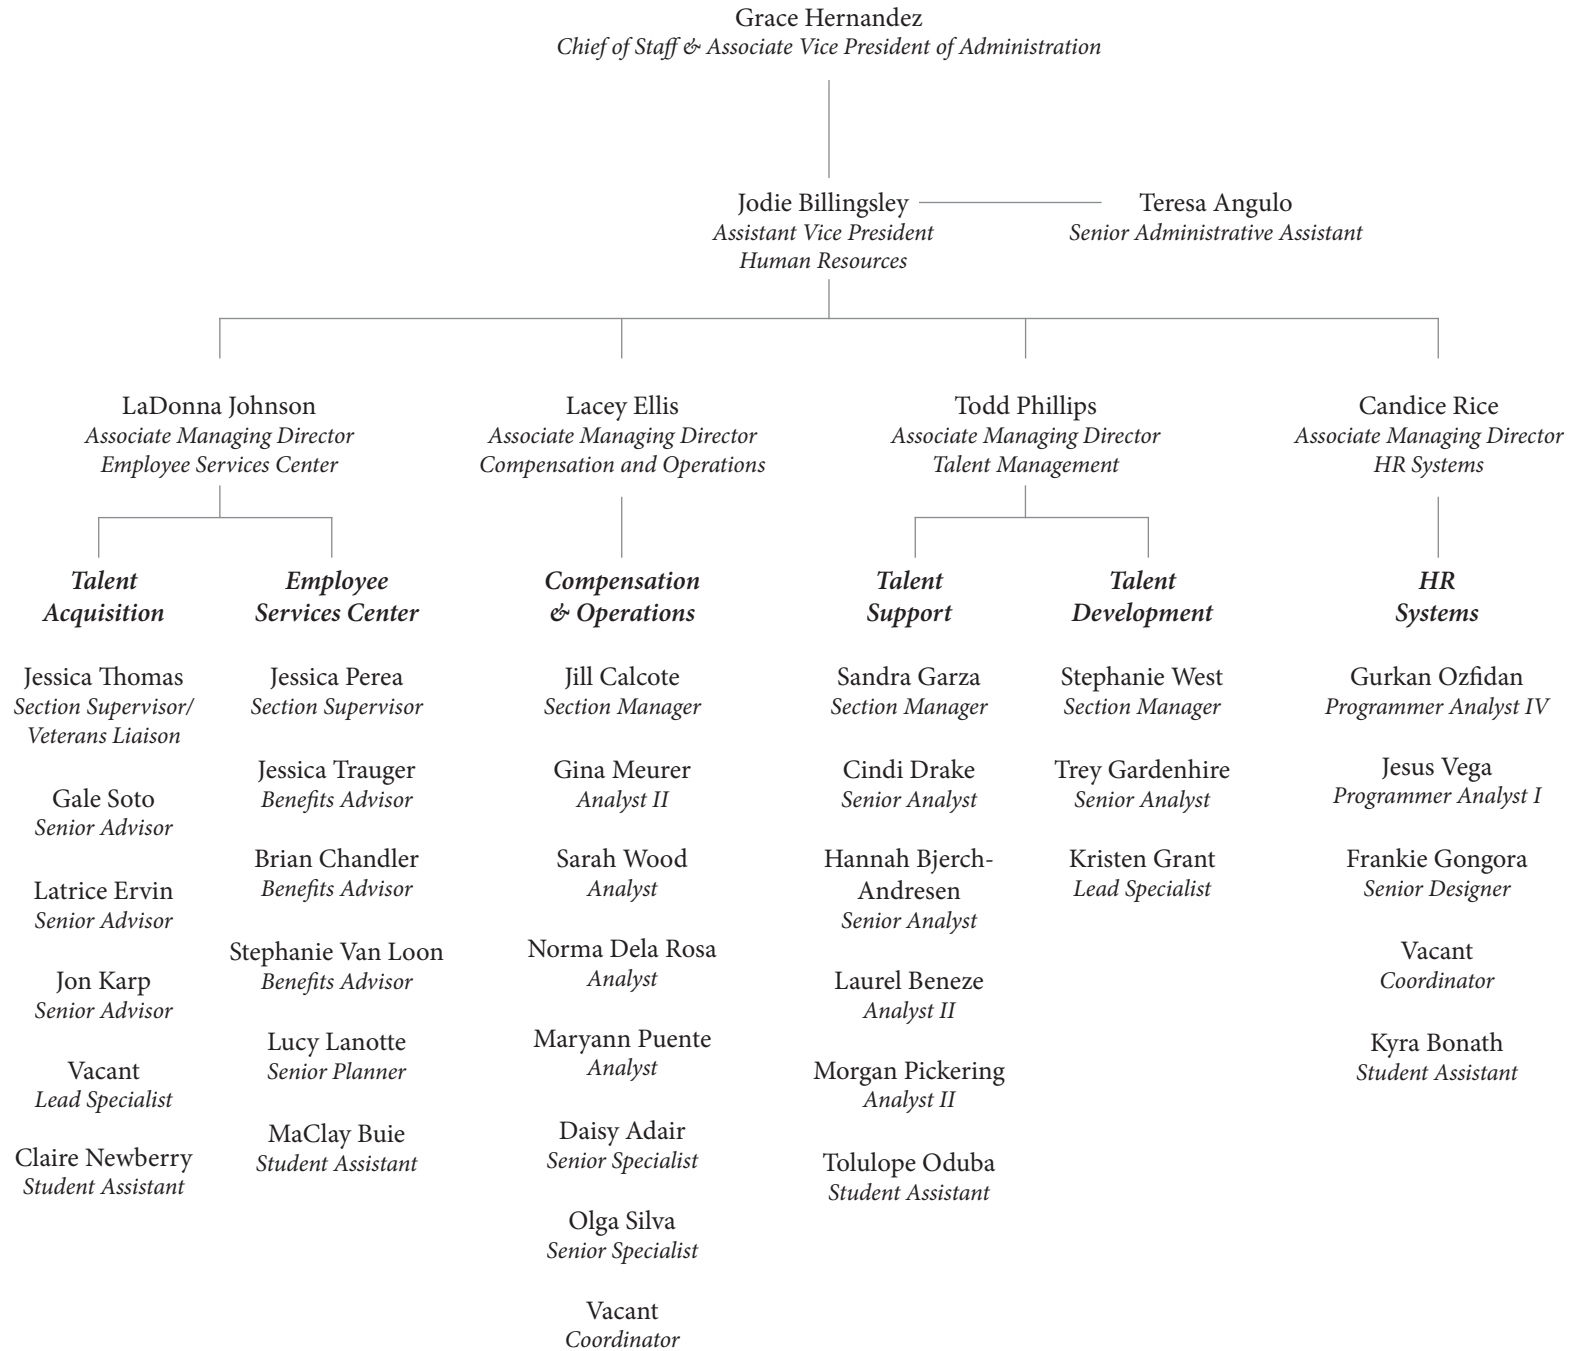 Grace Hernandez
Chief of Staff & Associate Vice President of Administration
Jodie Billingsley
Assistant Vice President
Human Resources
Teresa Angulo
Senior Administrative Assistant
LaDonna Johnson
Associate Managing Director
Employee Services Center
Lacey Ellis
Associate Managing Director
Compensation and Operations
Todd Phillips
Associate Managing Director
Talent Management
Candice Rice
Associate Managing Director
HR Systems
Talent
Acquisition
Jessica Thomas
Section Supervisor/
Veterans Liaison
Gale Soto
Senior Advisor
Latrice Ervin
Senior Advisor
Jon Karp
Senior Advisor
Vacant
Lead Specialist
Claire Newberry
Student Assistant
Employee
Services Center
Jessica Perea
Section Supervisor
Jessica Trauger
Benefits Advisor
Brian Chandler
Benefits Advisor
Stephanie Van Loon
Benefits Advisor
Lucy Lanotte
Senior Planner
MaClay Buie
Student Assistant
Compensation
& Operations
Jill Calcote
Section Manager
Gina Meurer
Analyst II
Sarah Wood
Analyst
Norma Dela Rosa
Analyst
Maryann Puente
Analyst
Daisy Adair
Senior Specialist
Olga Silva
Senior Specialist
Vacant
Coordinator
Talent
Support
Sandra Garza
Section Manager
Cindi Drake
Senior Analyst
Hannah Bjerch-
Andresen
Senior Analyst
Laurel Beneze
Analyst II
Morgan Pickering
Analyst II
Tolulope Oduba
Student Assistant
Talent
Development
Stephanie West
Section Manager
Trey Gardenhire
Senior Analyst
Kristen Grant
Lead Specialist
HR
Systems
Gurkan Ozfidan
Programmer Analyst IV
Jesus Vega
Programmer Analyst I
Frankie Gongora
Senior Designer
Vacant
Coordinator
Kyra Bonath
Student Assistant